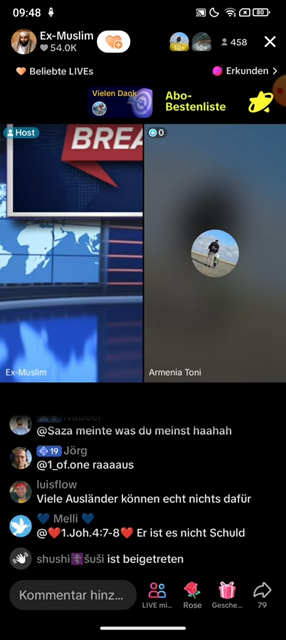 09:48
80
Ex-Muslim
54.0K
10+
10+
458
Beliebte LIVEs
Erkunden
Vielen Dank
Abo-
Bestenliste
Host
0
BREA
Ex-Muslim
Armenia Toni
@Saza meinte was du meinst haahah
19 Jörg
@1_of.one raaaaus
luisflow
Viele Ausländer können echt nichts dafür
💙 Melli 💙
@❤️1.Joh.4:7-8❤️ Er ist es nicht Schuld
shushi šuši ist beigetreten
Kommentar hinz...
LIVE mi...
Rose
Gesche...
79